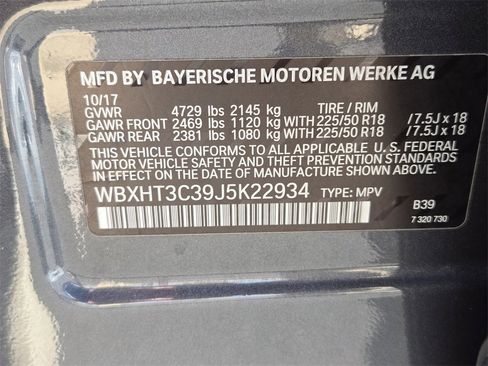 MFD BY BAYERISCHE MOTOREN WERKE AG
10/17
GVWR 4729 lbs 2145 kg TIRE / RIM
GAWR FRONT 2469 lbs 1120 kg WITH 225/50 R18 / 7.5J x 18
GAWR REAR 2381 lbs 1080 kg WITH 225/50 R18 / 7.5J x 18
THIS VEHICLE CONFORMS TO ALL APPLICABLE U. S. FEDERAL
MOTOR VEHICLE SAFETY AND THEFT PREVENTION STANDARDS
IN EFFECT ON THE DATE OF MANUFACTURE SHOWN ABOVE.
WBXHT3C39J5K22934 TYPE: MPV
B39
7 320 730